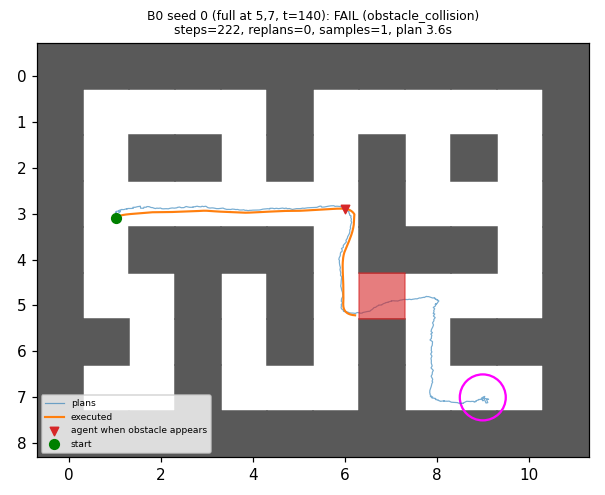 B0 seed 0 (full at 5,7, t=140): FAIL (obstacle_collision)
steps=222, replans=0, samples=1, plan 3.6s
0
1
2
3
4
5
6
7
8
plans
executed
agent when obstacle appears
start
0 2 4 6 8 10